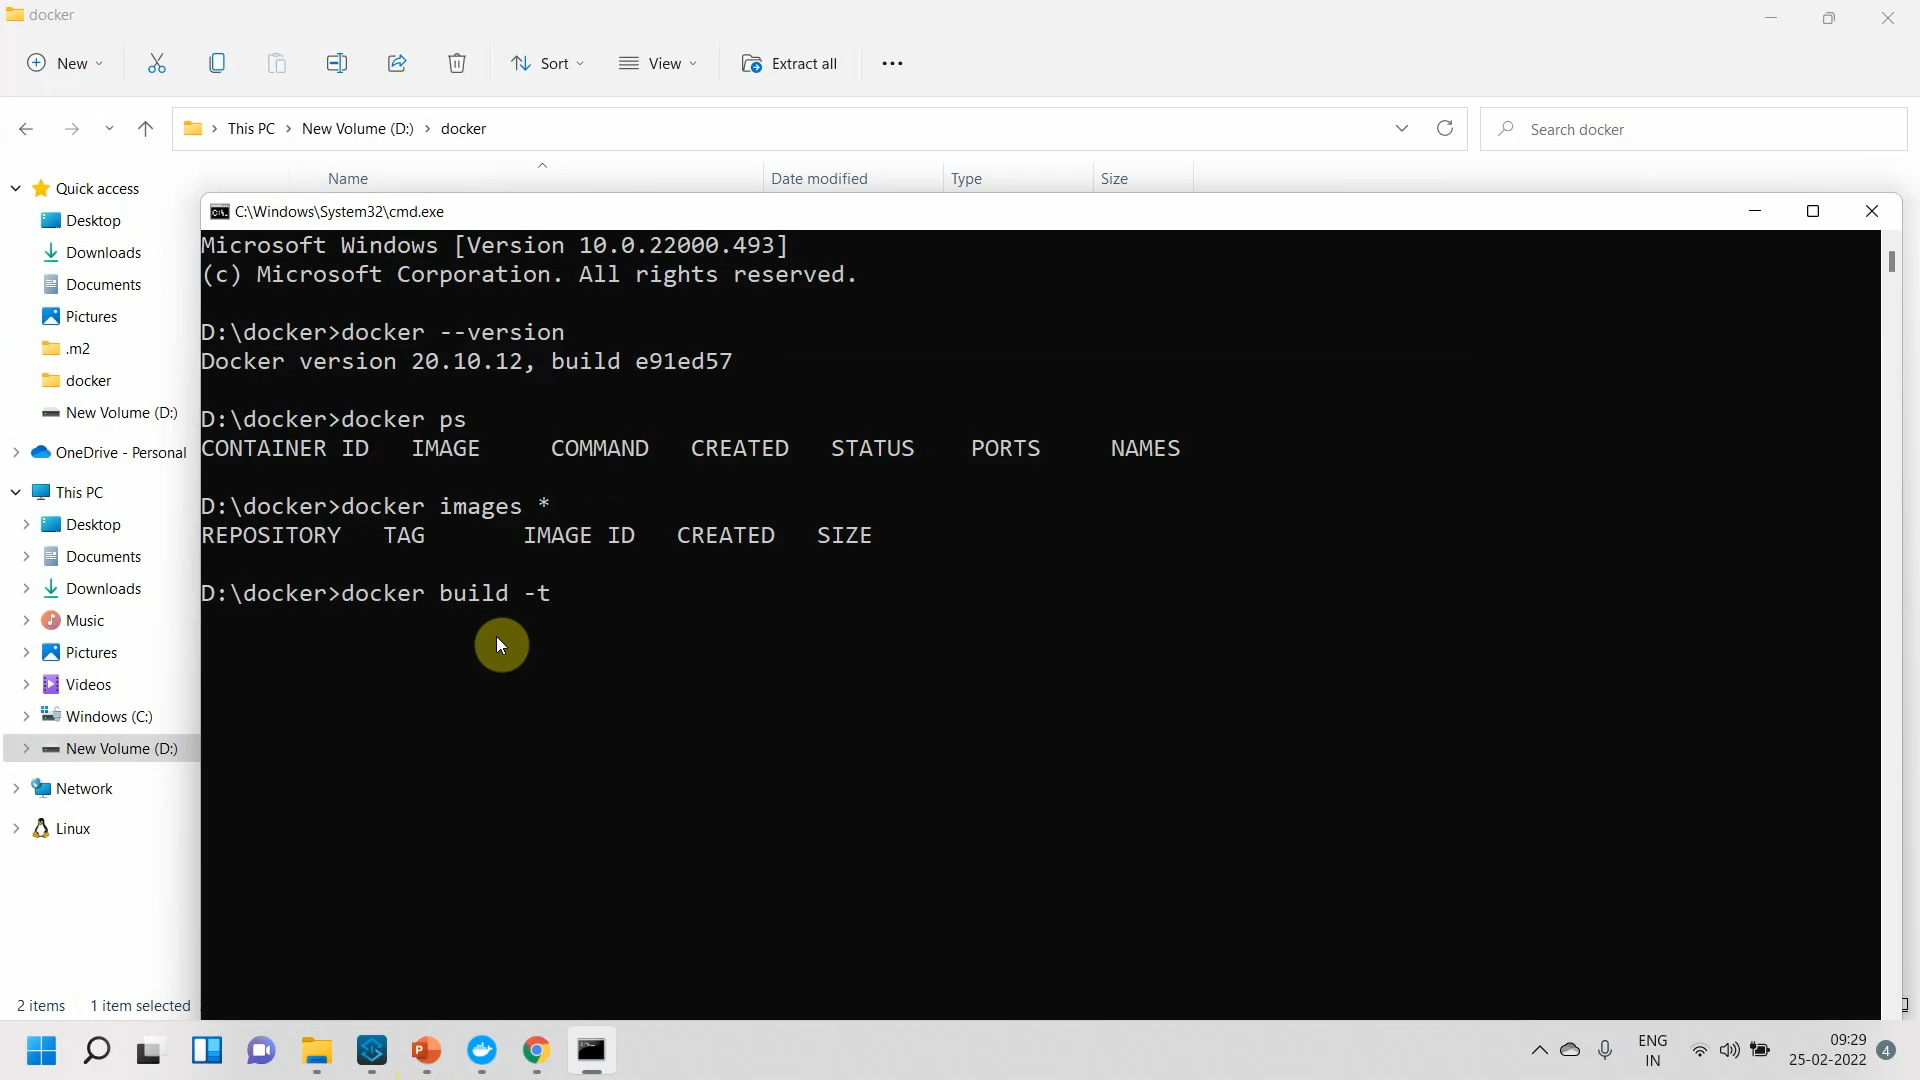 docker
New
Sort
View
Extract all
This PC > New Volume (D:) > docker
Search docker
Name
Date modified
Type
Size
Quick access
Desktop
Downloads
Documents
Pictures
.m2
docker
New Volume (D:)
OneDrive - Personal
This PC
Desktop
Documents
Downloads
Music
Pictures
Videos
Windows (C:)
New Volume (D:)
Network
Linux
2 items
1 item selected
C:\Windows\System32\cmd.exe
Microsoft Windows [Version 10.0.22000.493]
(c) Microsoft Corporation. All rights reserved.
D:\docker>docker --version
Docker version 20.10.12, build e91ed57
D:\docker>docker ps
CONTAINER ID   IMAGE     COMMAND   CREATED   STATUS    PORTS     NAMES
D:\docker>docker images *
REPOSITORY   TAG       IMAGE ID   CREATED   SIZE
D:\docker>docker build -t
ENG
IN
09:29
25-02-2022
4